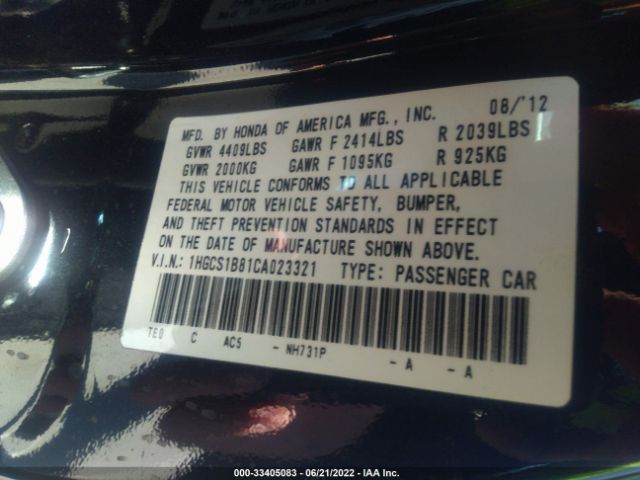 MFD. BY HONDA OF AMERICA MFG., INC. 08/'12
GVWR 4409LBS GAWR F 2414LBS R 2039LBS
GVWR 2000KG GAWR F 1095KG R 925KG
THIS VEHICLE CONFORMS TO ALL APPLICABLE
FEDERAL MOTOR VEHICLE SAFETY, BUMPER,
AND THEFT PREVENTION STANDARDS IN EFFECT
ON THE DATE OF MANUFACTURE SHOWN ABOVE.
V.I.N.: 1HGCS1B81CA023321 TYPE: PASSENGER CAR
TE0 C AC5 - NH731P - A - A
000-33405083 - 06/21/2022 - IAA Inc.